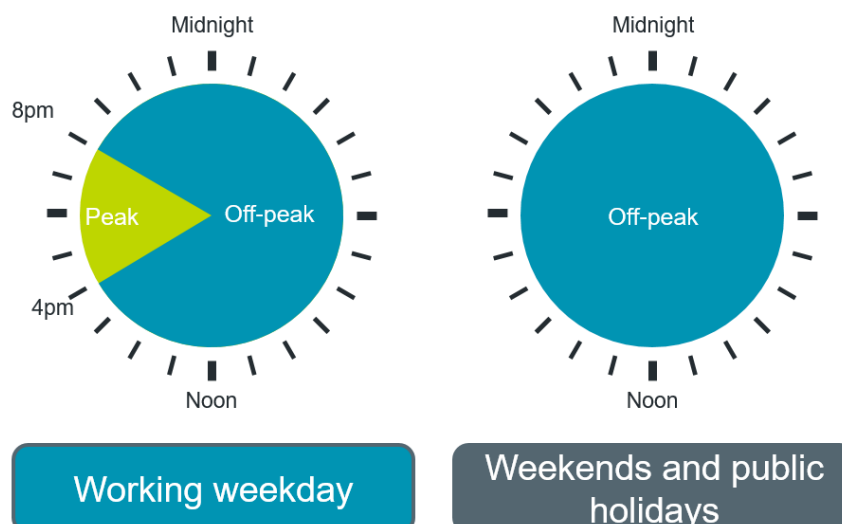 Midnight
8pm
Peak
Off-peak
4pm
Noon
Working weekday
Midnight
Off-peak
Noon
Weekends and public
holidays